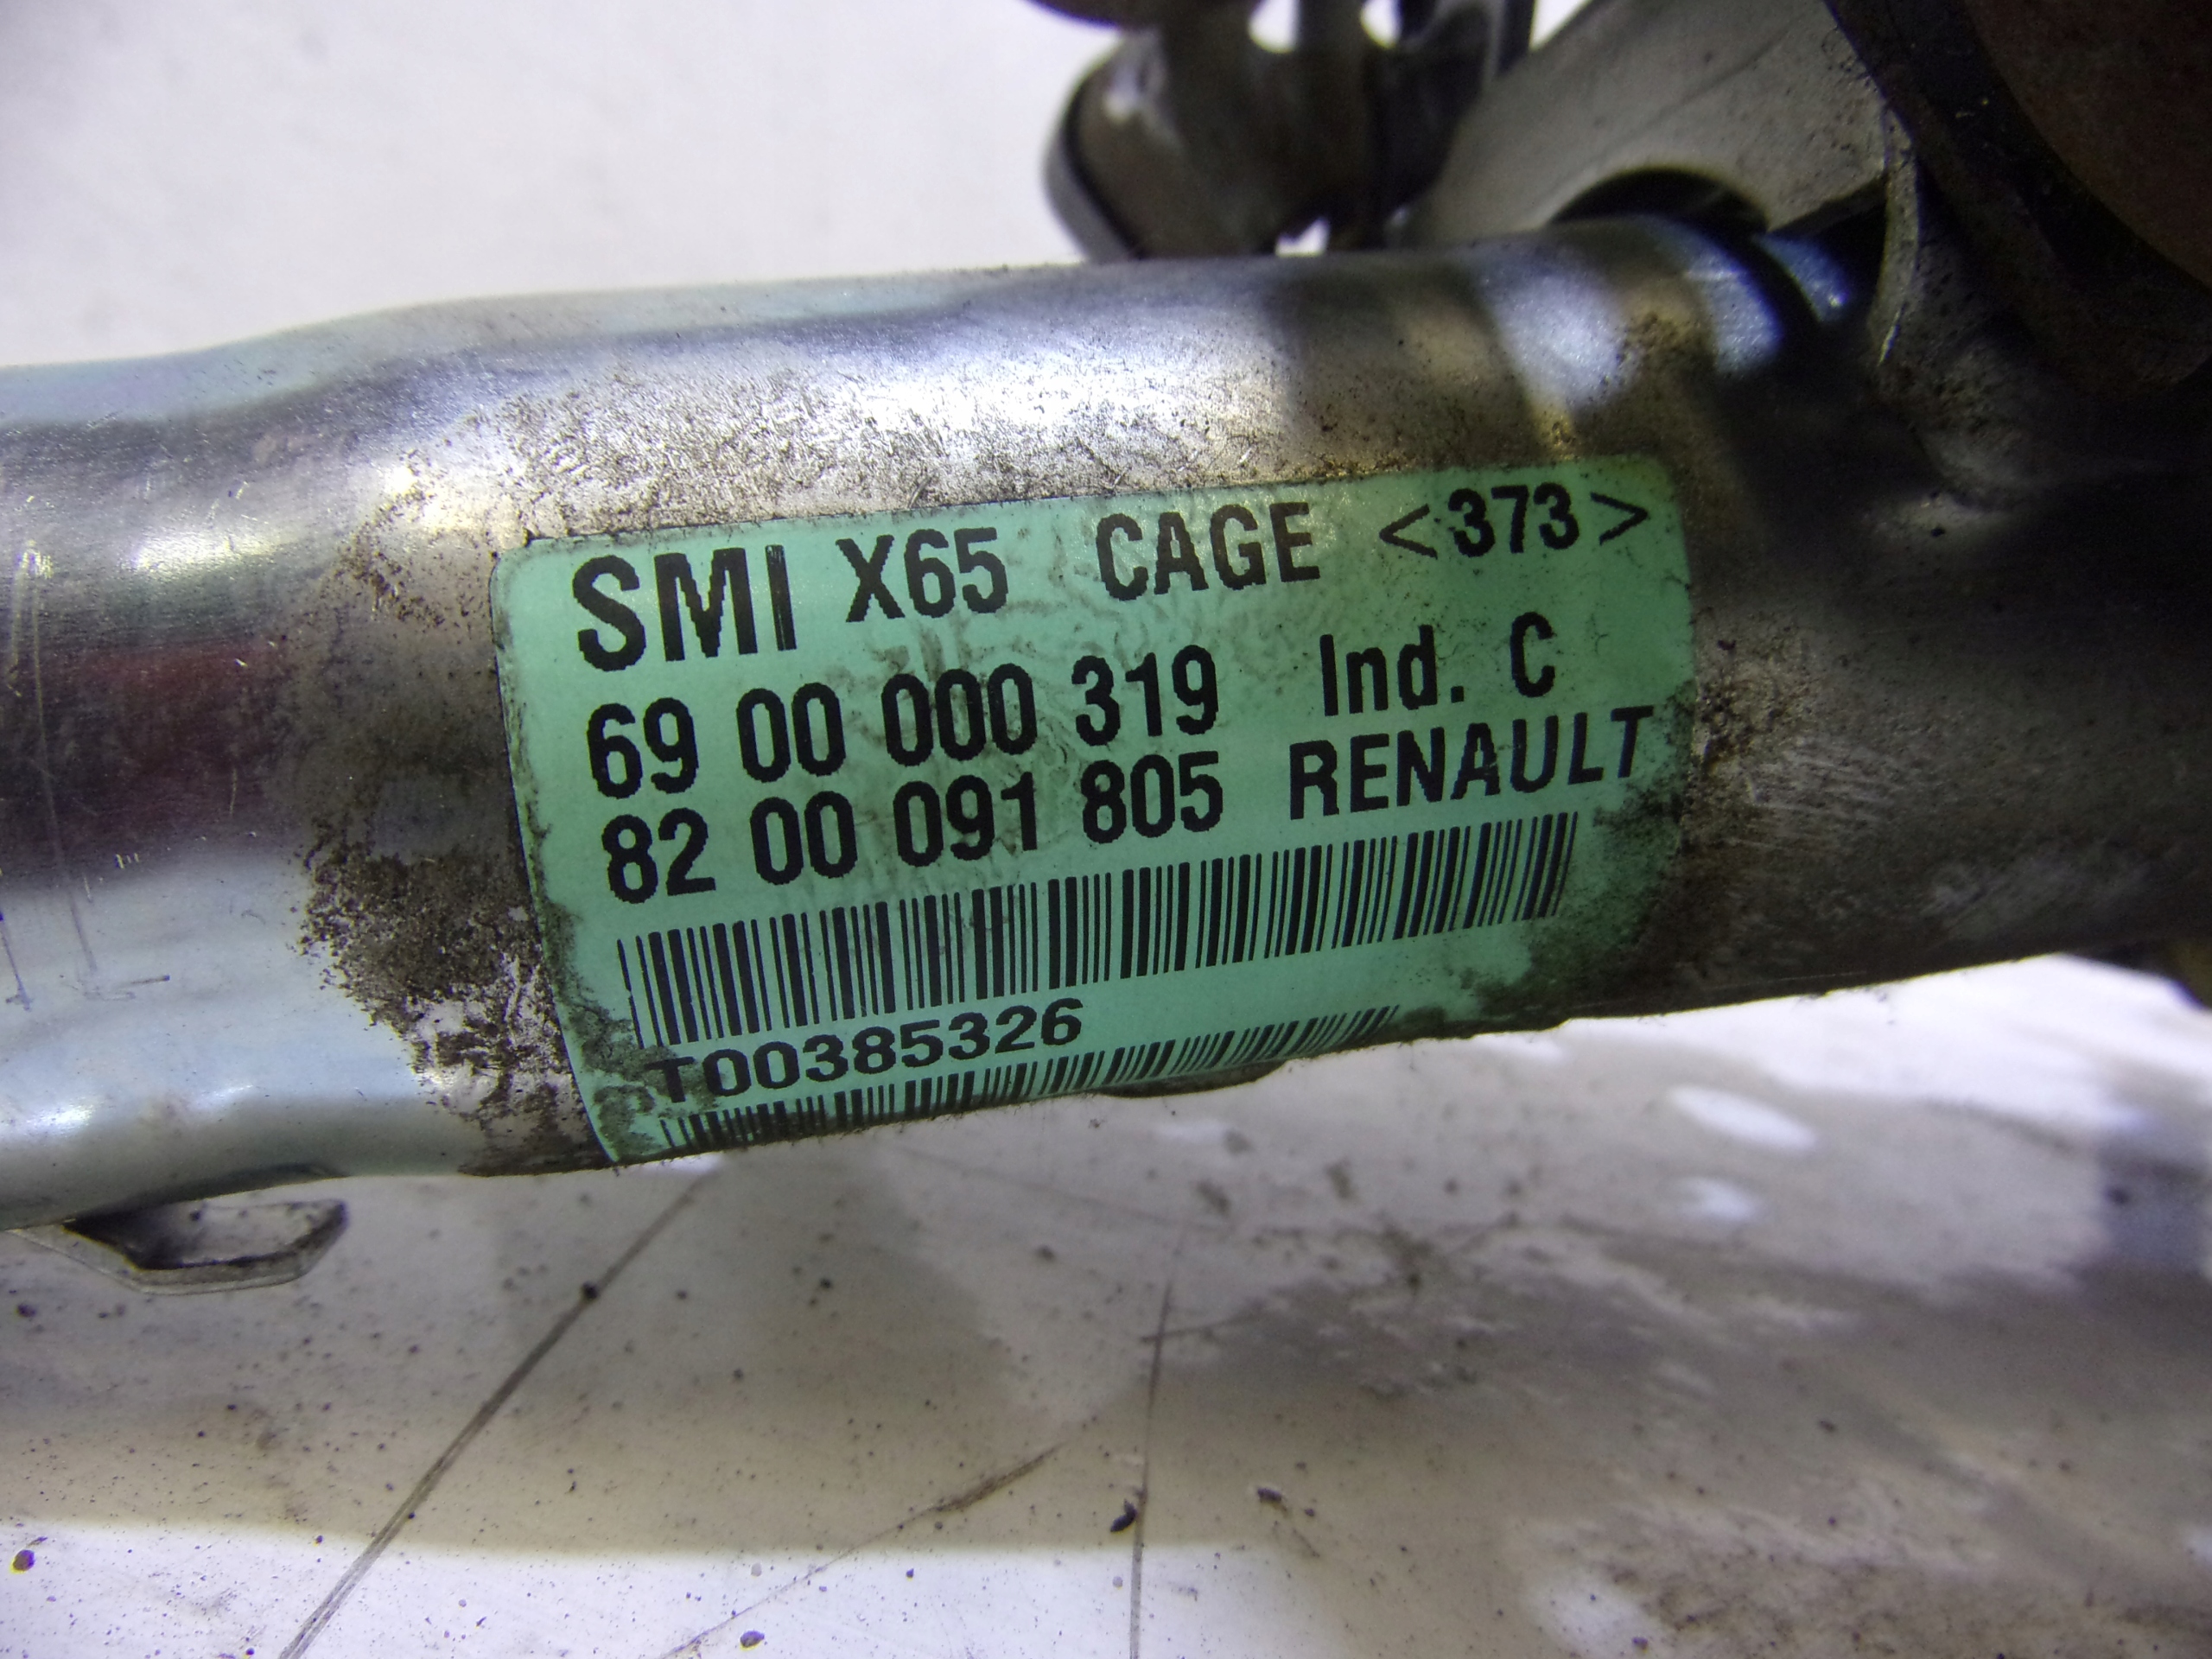 SMI X65 CAGE <373>
69 00 000 319 Ind. C
82 00 091 805 RENAULT
T00385326